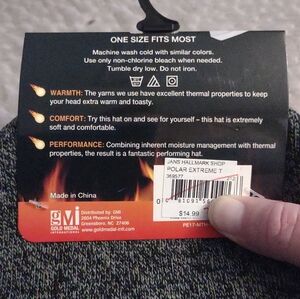 ONE SIZE FITS MOST
Machine wash cold with similar colors.
Use only non-chlorine bleach when needed.
Tumble dry low. Do not iron.
WARMTH: The yarns we use have excellent thermal properties to keep
your head extra warm and toasty.
COMFORT: Try this hat on and see for yourself – this hat is extremely
soft and comfortable.
PERFORMANCE: Combining inherent moisture management with thermal
properties, the result is a fantastic performing hat.
Made in China
JANS HALLMARK SHOP
POLAR EXTREME T
369577
$14.99
gMi
GOLD MEDAL
INTERNATIONAL
Distributed by: GMI
2604 Phoenix Drive
Greensboro, NC 27406
www.goldmedal-intl.com